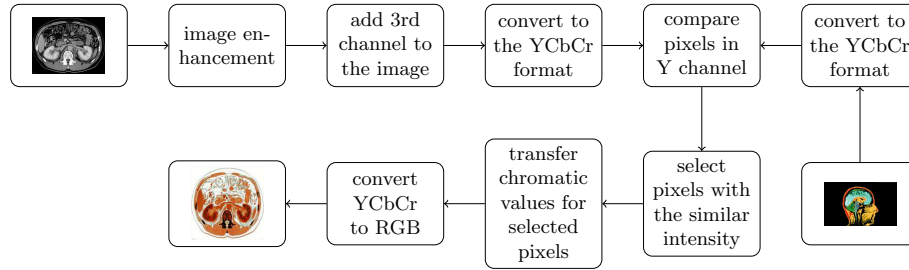 image en-
hancement
add 3rd
channel to
the image
convert to
the YCbCr
format
compare
pixels in
Y channel
convert to
the YCbCr
format
transfer
chromatic
values for
selected
pixels
convert
YCbCr
to RGB
select
pixels with
the similar
intensity